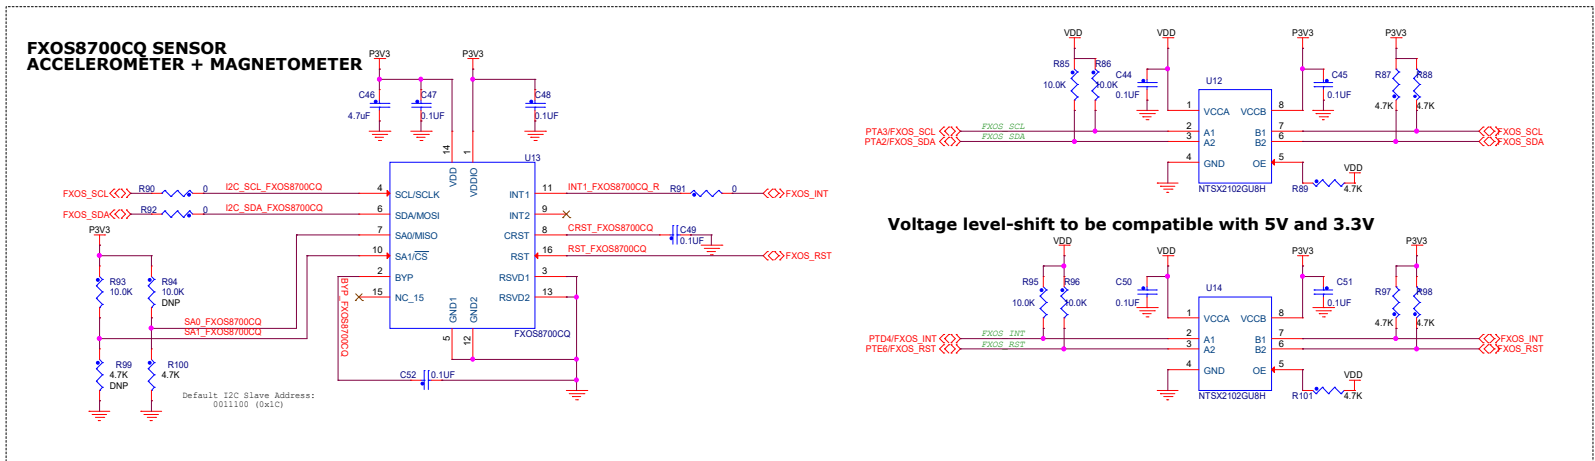 FXOS8700CQ SENSOR
ACCELEROMETER + MAGNETOMETER
P3V3
P3V3
C46
4.7uF
C47
0.1UF
C48
0.1UF
U13
14
1
VDD
VDDIO
FXOS_SCL
R90
0
I2C_SCL_FXOS8700CQ
4
SCL/SCLK
INT1
11
INT1_FXOS8700CQ_R
R91
0
FXOS_INT
FXOS_SDA
R92
0
I2C_SDA_FXOS8700CQ
6
SDA/MOSI
INT2
9
7
SA0/MISO
CRST
8
CRST_FXOS8700CQ
C49
0.1UF
10
SA1/CS
RST
16
RST_FXOS8700CQ
FXOS_RST
2
BYP
RSVD1
3
15
NC_15
RSVD2
13
GND1
GND2
5
12
FXOS8700CQ
BYP_FXOS8700CQ
P3V3
R93
10.0K
R94
10.0K
DNP
SA0_FXOS8700CQ
SA1_FXOS8700CQ
R99
4.7K
DNP
R100
4.7K
C52
0.1UF
Default I2C Slave Address:
0011100 (0x1C)
VDD
VDD
P3V3
P3V3
R85
10.0K
R86
10.0K
C44
0.1UF
U12
C45
0.1UF
R87
4.7K
R88
4.7K
1
VCCA
VCCB
8
PTA3/FXOS_SCL
FXOS_SCL
2
A1
B1
7
FXOS_SCL
PTA2/FXOS_SDA
FXOS_SDA
3
A2
B2
6
FXOS_SDA
4
GND
OE
5
VDD
R89
4.7K
NTSX2102GU8H
Voltage level-shift to be compatible with 5V and 3.3V
VDD
VDD
P3V3
P3V3
R95
10.0K
R96
10.0K
C50
0.1UF
U14
C51
0.1UF
R97
4.7K
R98
4.7K
1
VCCA
VCCB
8
PTD4/FXOS_INT
FXOS_INT
2
A1
B1
7
FXOS_INT
PTE6/FXOS_RST
FXOS_RST
3
A2
B2
6
FXOS_RST
4
GND
OE
5
VDD
R101
4.7K
NTSX2102GU8H